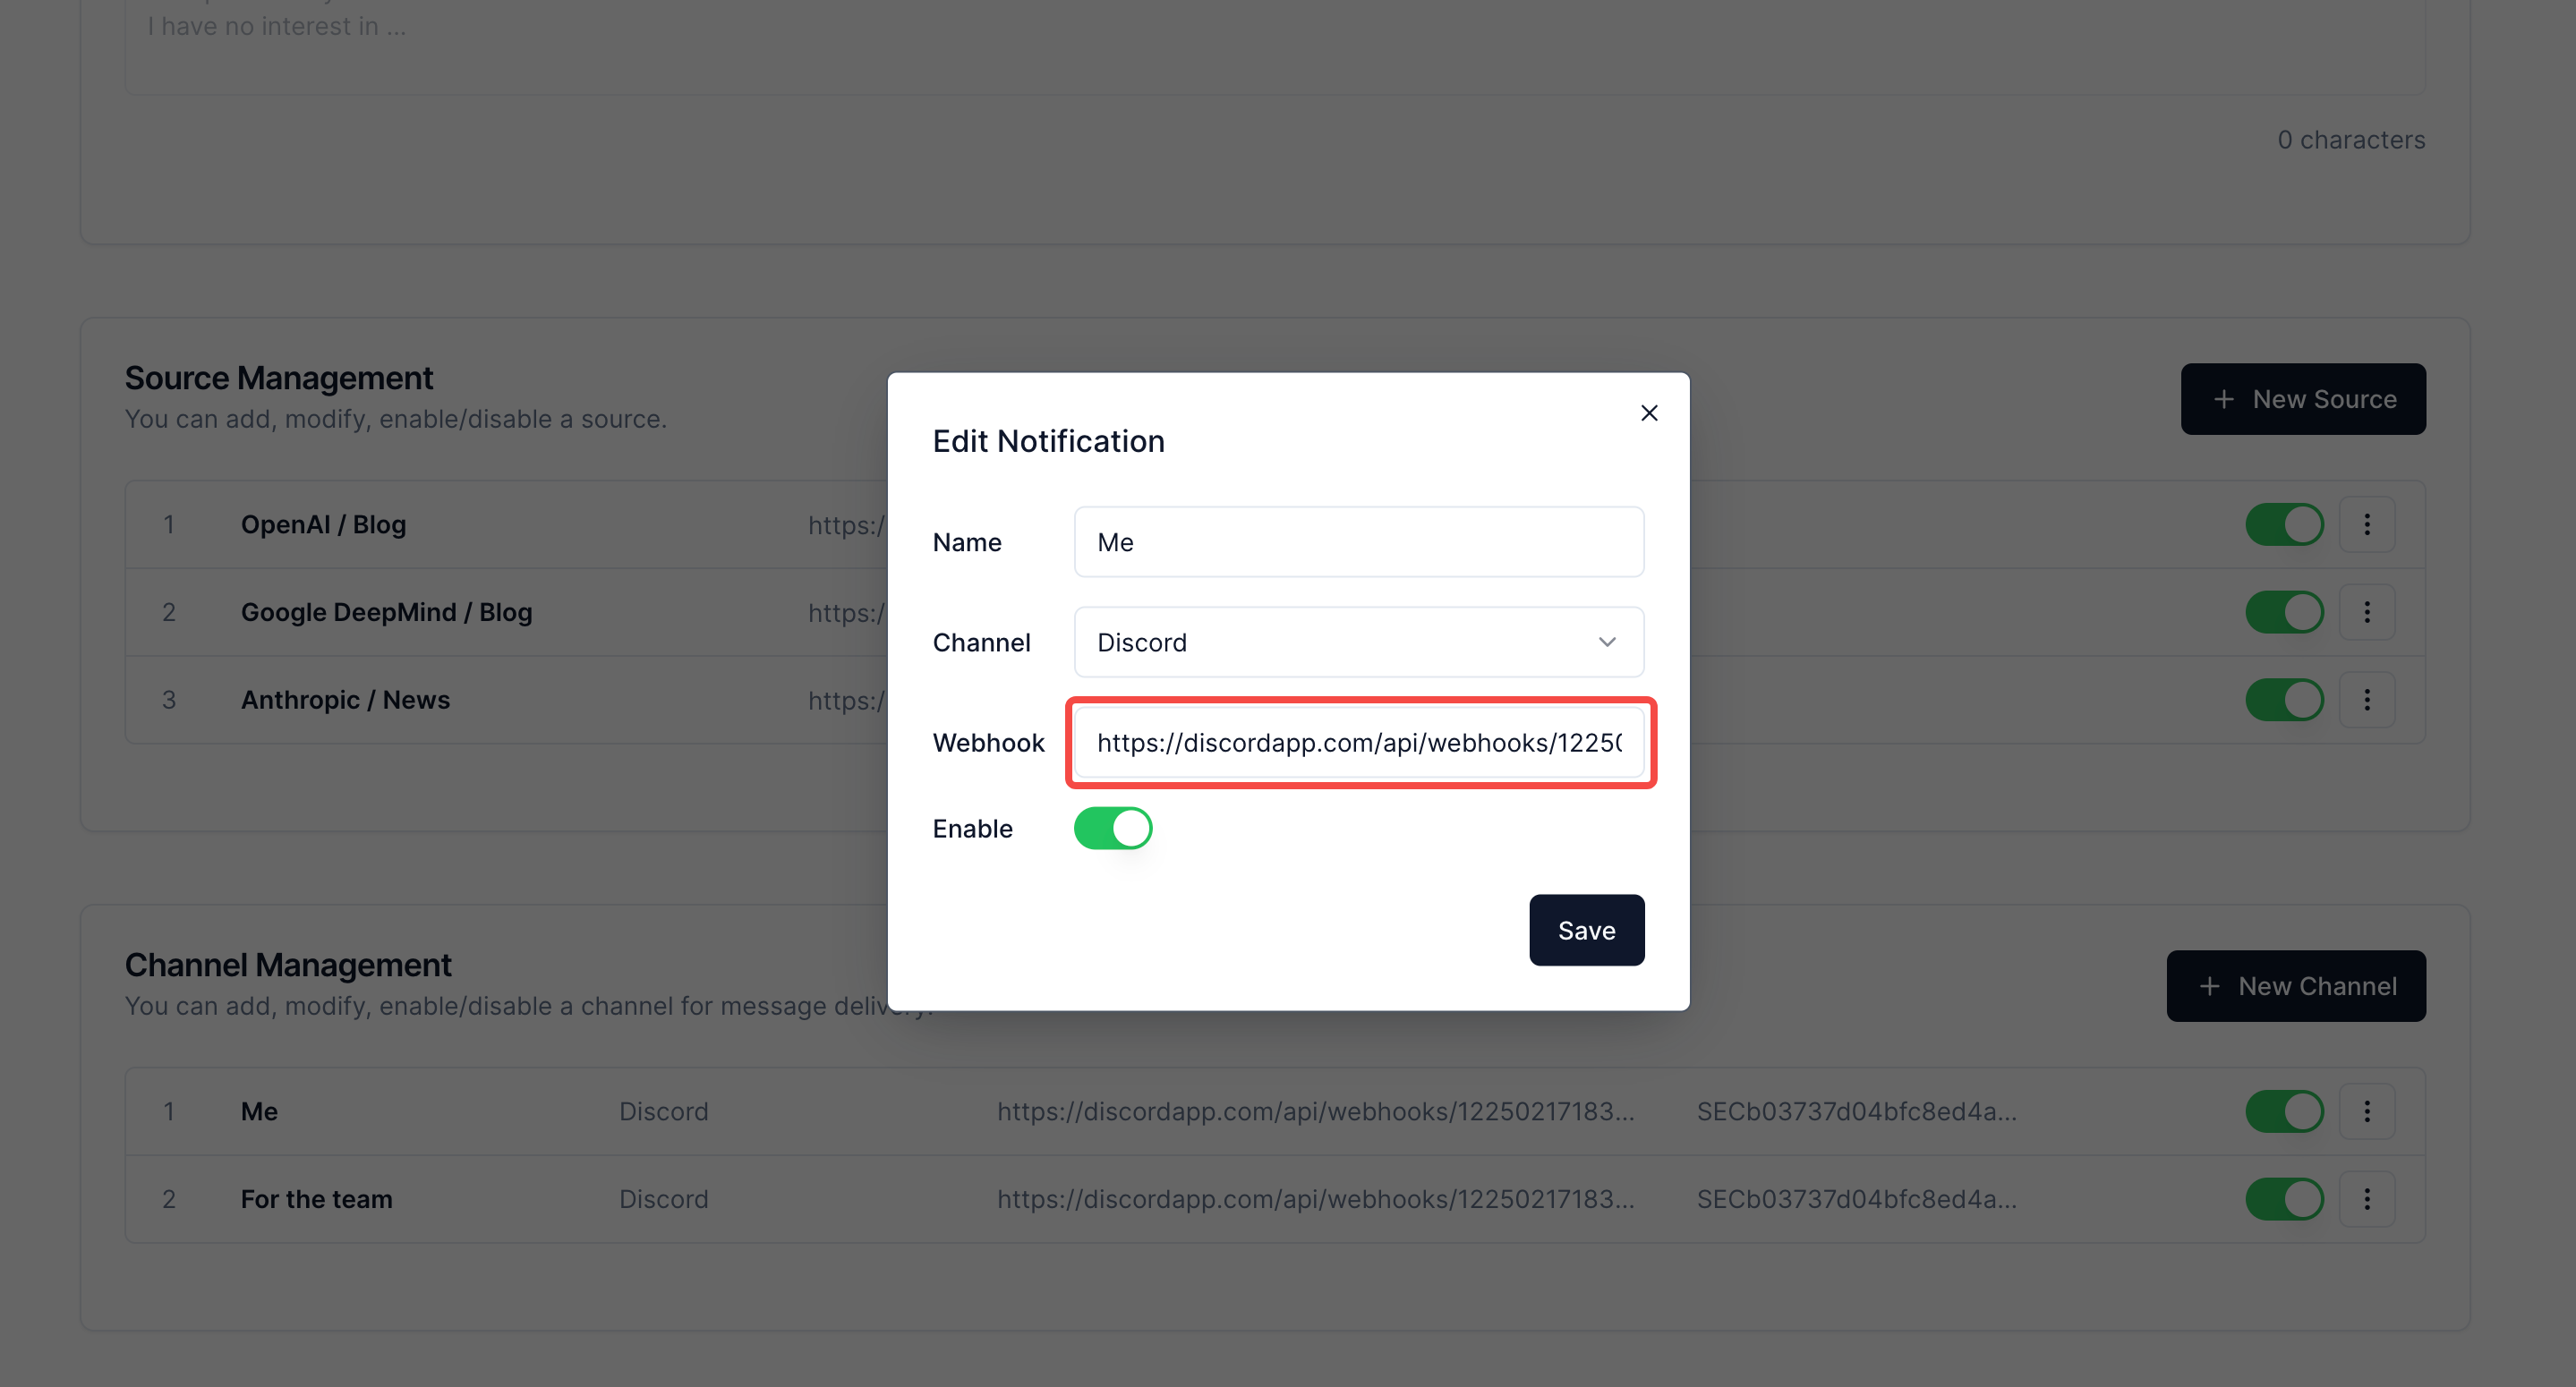 I have no interest in ...
0 characters
Source Management
You can add, modify, enable/disable a source.
New Source
1 OpenAI / Blog https:/
2 Google DeepMind / Blog https:/
3 Anthropic / News https:/
Edit Notification
Name Me
Channel Discord
Webhook https://discordapp.com/api/webhooks/1225
Enable
Save
Channel Management
You can add, modify, enable/disable a channel for message delivery.
New Channel
1 Me Discord https://discordapp.com/api/webhooks/12250217183... SECb03737d04bfc8ed4a...
2 For the team Discord https://discordapp.com/api/webhooks/12250217183... SECb03737d04bfc8ed4a...